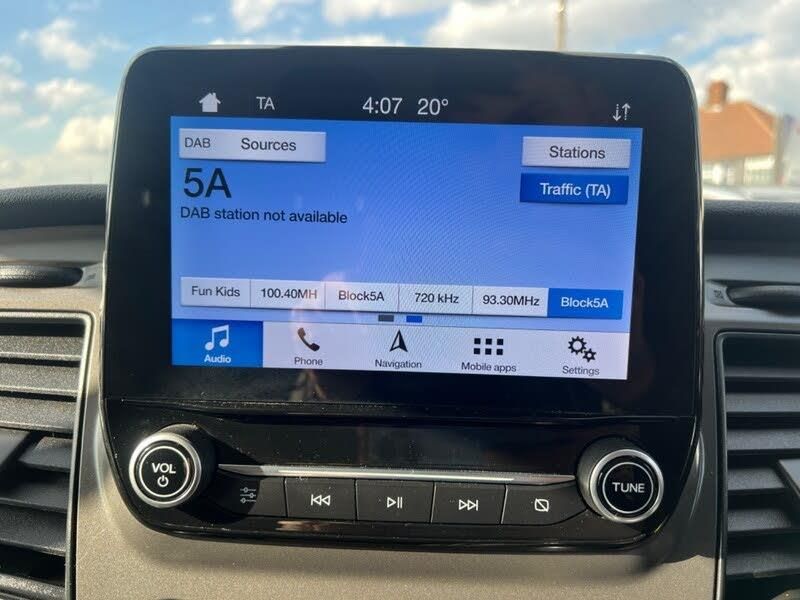 TA 4:07 20°
DAB Sources
Stations
5A
Traffic (TA)
DAB station not available
Fun Kids 100.40MH Block5A 720 kHz 93.30MHz Block5A
Audio Phone Navigation Mobile apps Settings
VOL
TUNE